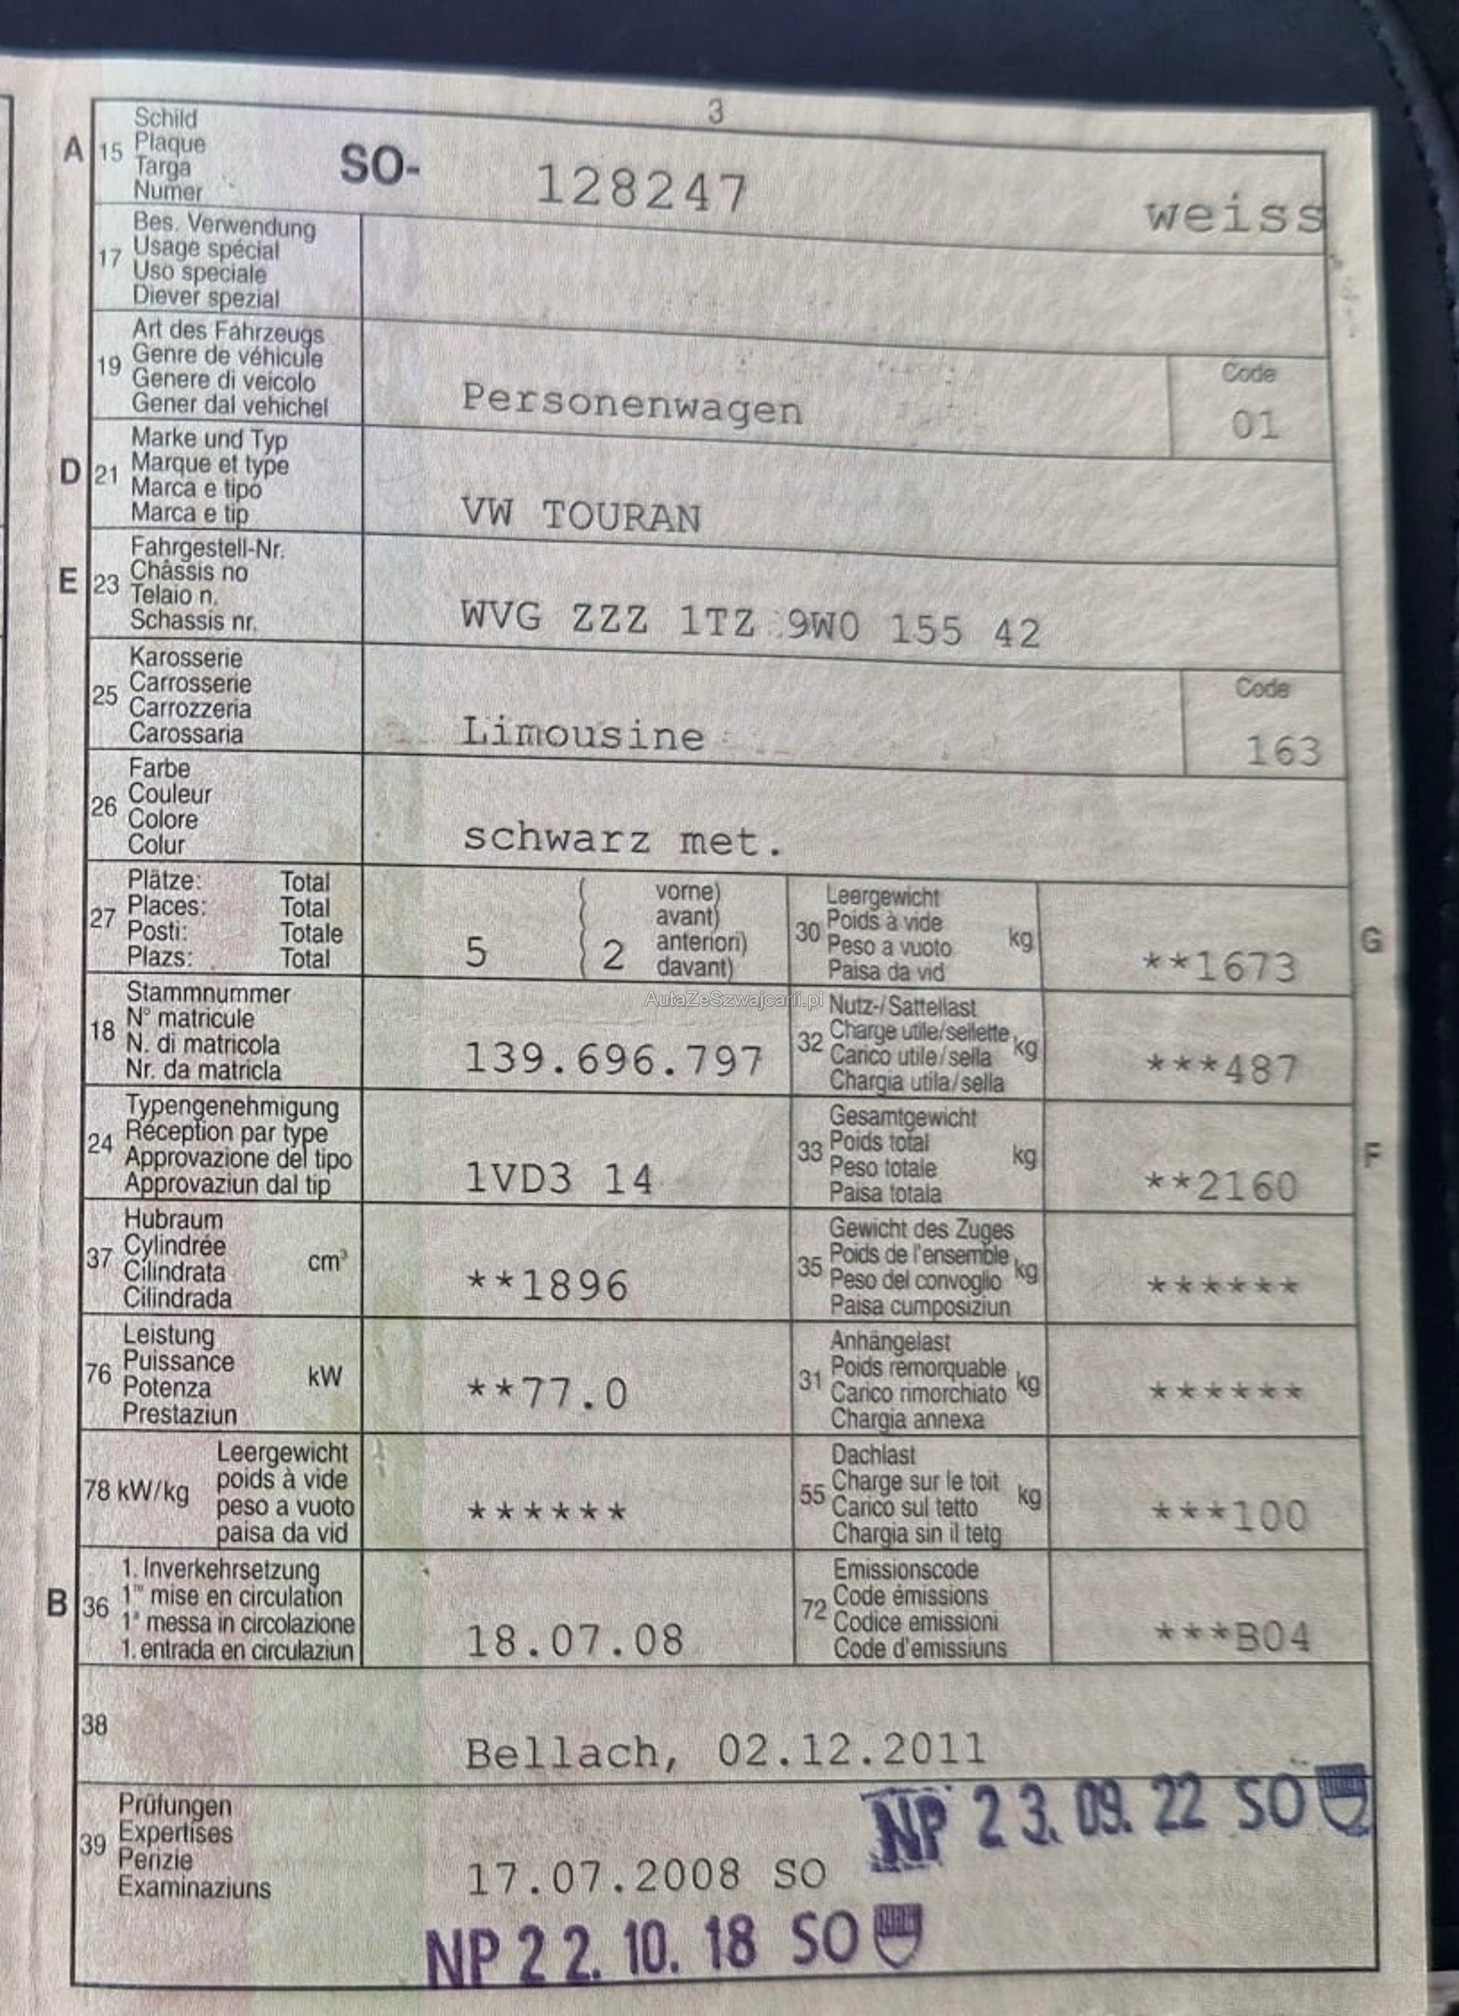 3
A 15 Schild
Plaque
Targa
Numer
SO- 128247 weiss
17 Bes. Verwendung
Usage spécial
Uso speciale
Diever spezial
19 Art des Fahrzeugs
Genre de véhicule
Genere di veicolo
Gener dal vehichel
Personenwagen
Code
01
D 21 Marke und Typ
Marque et type
Marca e tipo
Marca e tip
VW TOURAN
E 23 Fahrgestell-Nr.
Châssis no
Telaio n.
Schassis nr.
WVG ZZZ 1TZ 9W0 155 42
25 Karosserie
Carrosserie
Carrozzeria
Carossaria
Limousine
Code
163
26 Farbe
Couleur
Colore
Colur
schwarz met.
27 Plätze: Total
Places: Total
Posti: Totale
Plazs: Total
5 ( 2 vorne)
avant)
anteriori)
davant)
30 Leergewicht
Poids à vide
Peso a vuoto
Paisa da vid
kg
**1673
G
AutaZeSzwajcarii.pl
18 Stammnummer
N° matricule
N. di matricola
Nr. da matricla
139.696.797
32 Nutz-/Sattellast
Charge utile/sellette
Carico utile/sella
Chargia utila/sella
kg
***487
24 Typengenehmigung
Réception par type
Approvazione del tipo
Approvaziun dal tip
1VD3 14
33 Gesamtgewicht
Poids total
Peso totale
Paisa totala
kg
**2160
F
37 Hubraum
Cylindrée
Cilindrata
Cilindrada
cm³
**1896
35 Gewicht des Zuges
Poids de l'ensemble
Peso del convoglio
Paisa cumposiziun
kg
******
76 Leistung
Puissance
Potenza
Prestaziun
kW
**77.0
31 Anhängelast
Poids remorquable
Carico rimorchiato
Chargia annexa
kg
******
78 kW/kg Leergewicht
poids à vide
peso a vuoto
paisa da vid
******
55 Dachlast
Charge sur le toit
Carico sul tetto
Chargia sin il tetg
kg
***100
B 36 1. Inverkehrsetzung
1re mise en circulation
1a messa in circolazione
1. entrada en circulaziun
18.07.08
72 Emissionscode
Code émissions
Codice emissioni
Code d'emissiuns
***B04
38
Bellach, 02.12.2011
39 Prüfungen
Expertises
Perizie
Examinaziuns
NP 23.09.22 SO
17.07.2008 SO
NP 22.10.18 SO